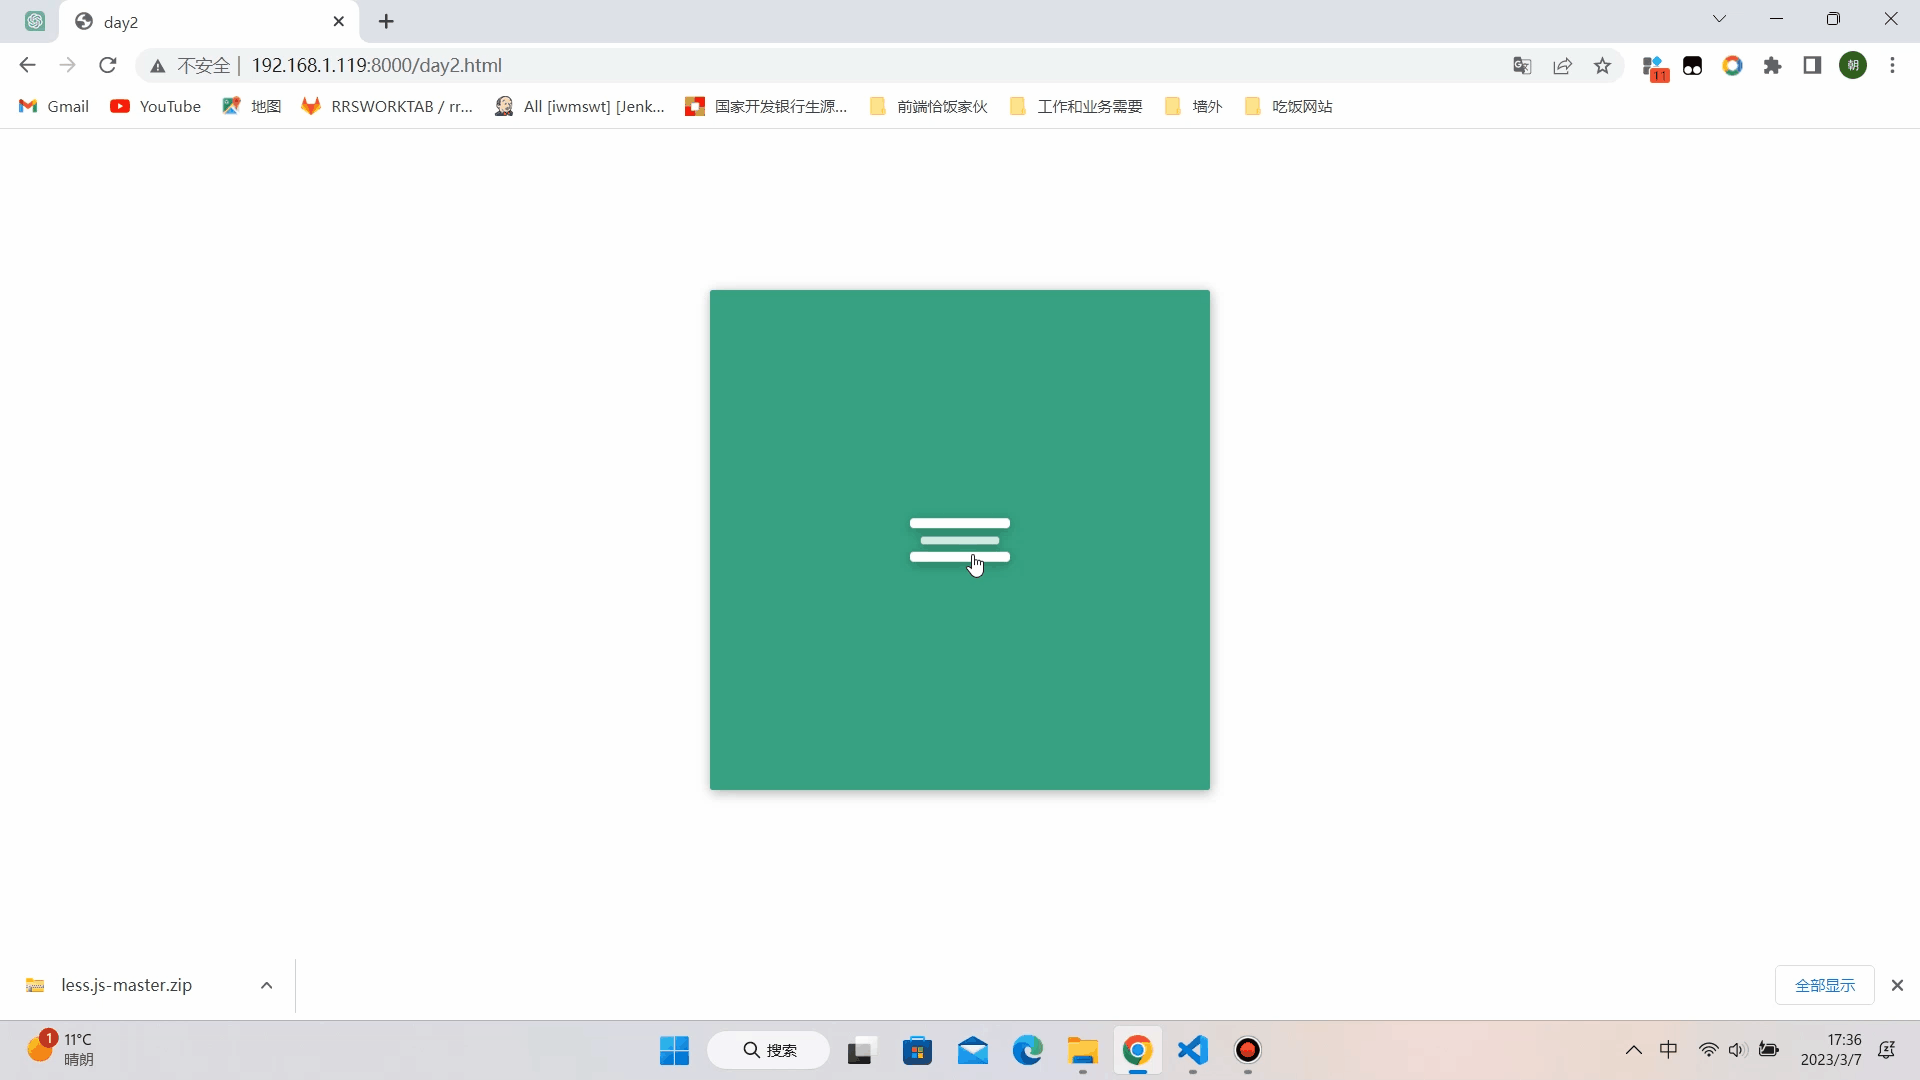 day2
不安全 | 192.168.1.119:8000/day2.html
11
朝
Gmail
YouTube
地图
RRSWORKTAB / rr...
All [iwmswt] [Jenk...
国家开发银行生源...
前端恰饭家伙
工作和业务需要
墙外
吃饭网站
less.js-master.zip
全部显示
1
11°C
晴朗
搜索
中
17:36
2023/3/7